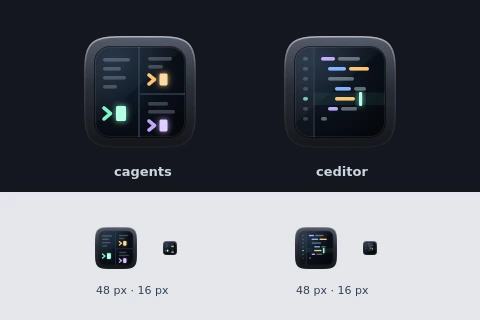 cagents
ceditor
48 px · 16 px
48 px · 16 px